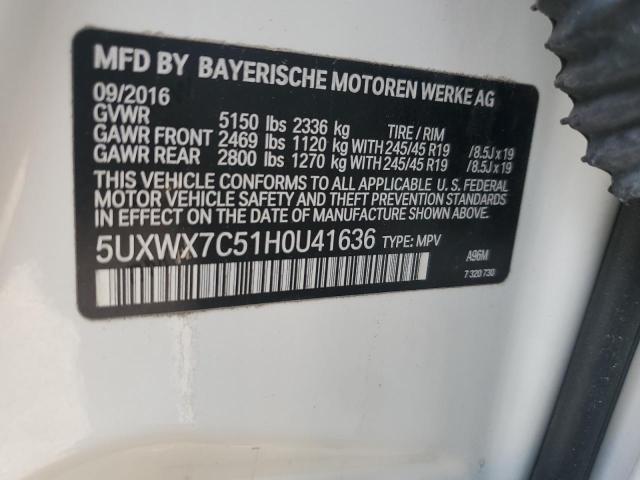 MFD BY BAYERISCHE MOTOREN WERKE AG
09/2016
GVWR 5150 lbs 2336 kg TIRE / RIM
GAWR FRONT 2469 lbs 1120 kg WITH 245/45 R19 /8.5J x 19
GAWR REAR 2800 lbs 1270 kg WITH 245/45 R19 /8.5J x 19
THIS VEHICLE CONFORMS TO ALL APPLICABLE U. S. FEDERAL
MOTOR VEHICLE SAFETY AND THEFT PREVENTION STANDARDS
IN EFFECT ON THE DATE OF MANUFACTURE SHOWN ABOVE.
5UXWX7C51H0U41636 TYPE: MPV
A96M
7 320 730